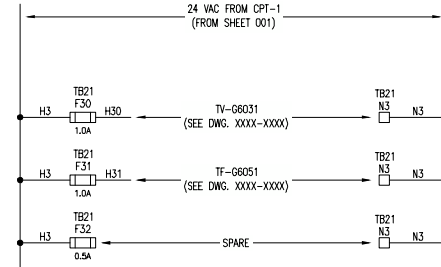 24 VAC FROM CPT-1
(FROM SHEET 001)
TB21
F30
H3
H30
1.0A
TV-G6031
(SEE DWG. XXXX-XXXX)
TB21
N3
N3
TB21
F31
H3
H31
1.0A
TF-G6051
(SEE DWG. XXXX-XXXX)
TB21
N3
N3
TB21
F32
H3
0.5A
SPARE
TB21
N3
N3